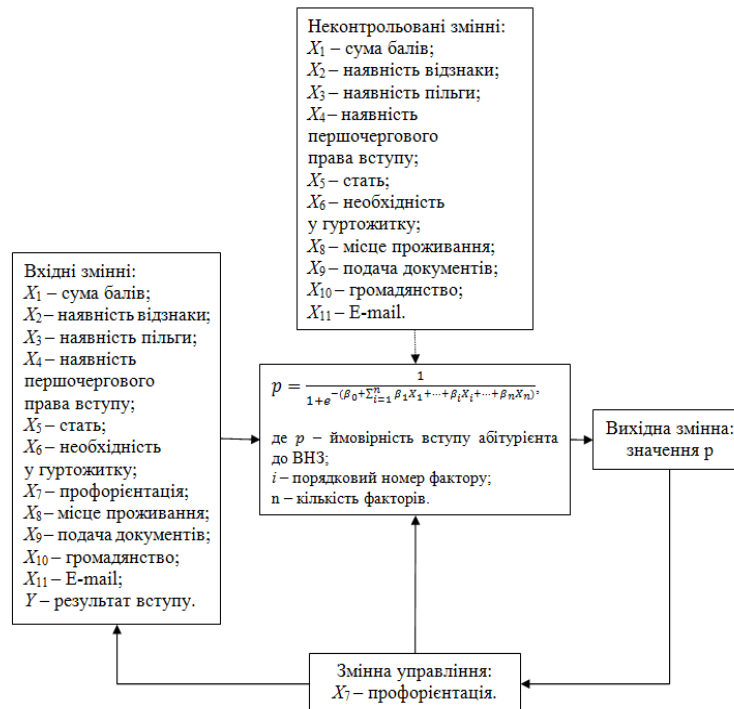 Неконтрольовані змінні:
X₁ – сума балів;
X₂ – наявність відзнаки;
X₃ – наявність пільги;
X₄ – наявність
першочергового
права вступу;
X₅ – стать;
X₆ – необхідність
у гуртожитку;
X₈ – місце проживання;
X₉ – подача документів;
X₁₀ – громадянство;
X₁₁ – E-mail.
Вхідні змінні:
X₁ – сума балів;
X₂ – наявність відзнаки;
X₃ – наявність пільги;
X₄ – наявність
першочергового
права вступу;
X₅ – стать;
X₆ – необхідність
у гуртожитку;
X₇ – профорієнтація;
X₈ – місце проживання;
X₉ – подача документів;
X₁₀ – громадянство;
X₁₁ – E-mail;
Y – результат вступу.
p = 1 / (1+e^−(β₀+∑ⁿᵢ₌₁ β₁X₁+⋯+βᵢXᵢ+⋯+βₙXₙ)),
де p – ймовірність вступу абітурієнта
до ВНЗ;
i – порядковий номер фактору;
n – кількість факторів.
Вихідна змінна:
значення p
Змінна управління:
X₇ – профорієнтація.